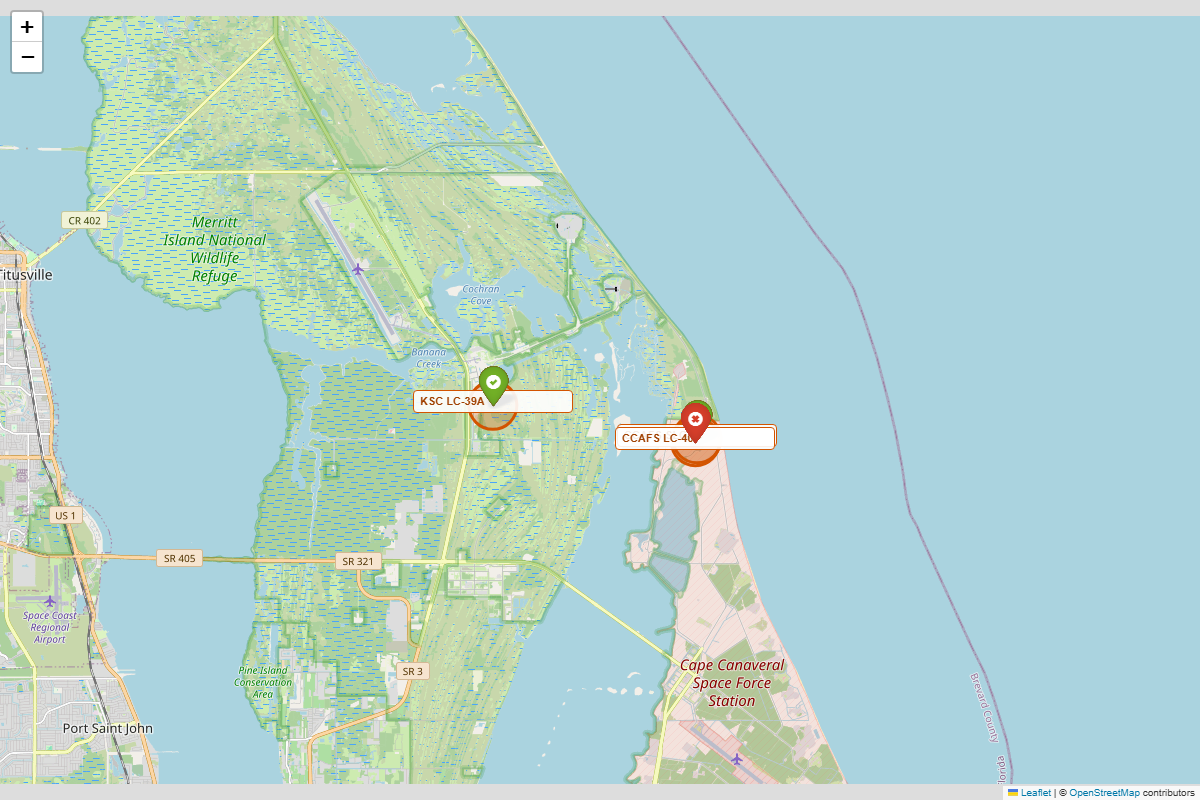 +
−
CR 402
Merritt
Island National
Wildlife
Refuge
Titusville
Cochran
Cove
Banana
Creek
KSC LC-39A
CCAFS LC-40
US 1
SR 405
SR 321
Space Coast
Regional
Airport
SR 3
Pine Island
Conservation
Area
Cape Canaveral
Space Force
Station
Port Saint John
Brevard County
Leaflet | © OpenStreetMap contributors